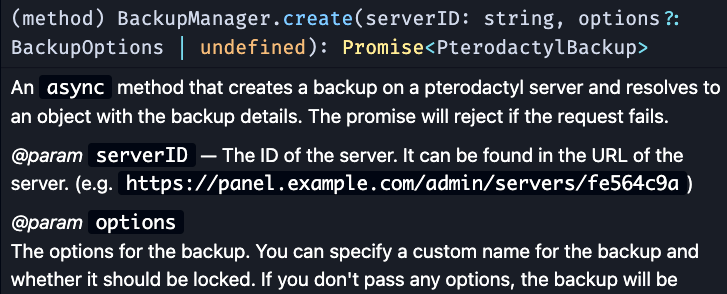 (method) BackupManager.create(serverID: string, options?:
BackupOptions | undefined): Promise<PterodactylBackup>
An async method that creates a backup on a pterodactyl server and resolves to
an object with the backup details. The promise will reject if the request fails.
@param serverID — The ID of the server. It can be found in the URL of the
server. (e.g. https://panel.example.com/admin/servers/fe564c9a)
@param options
The options for the backup. You can specify a custom name for the backup and
whether it should be locked. If you don't pass any options, the backup will be